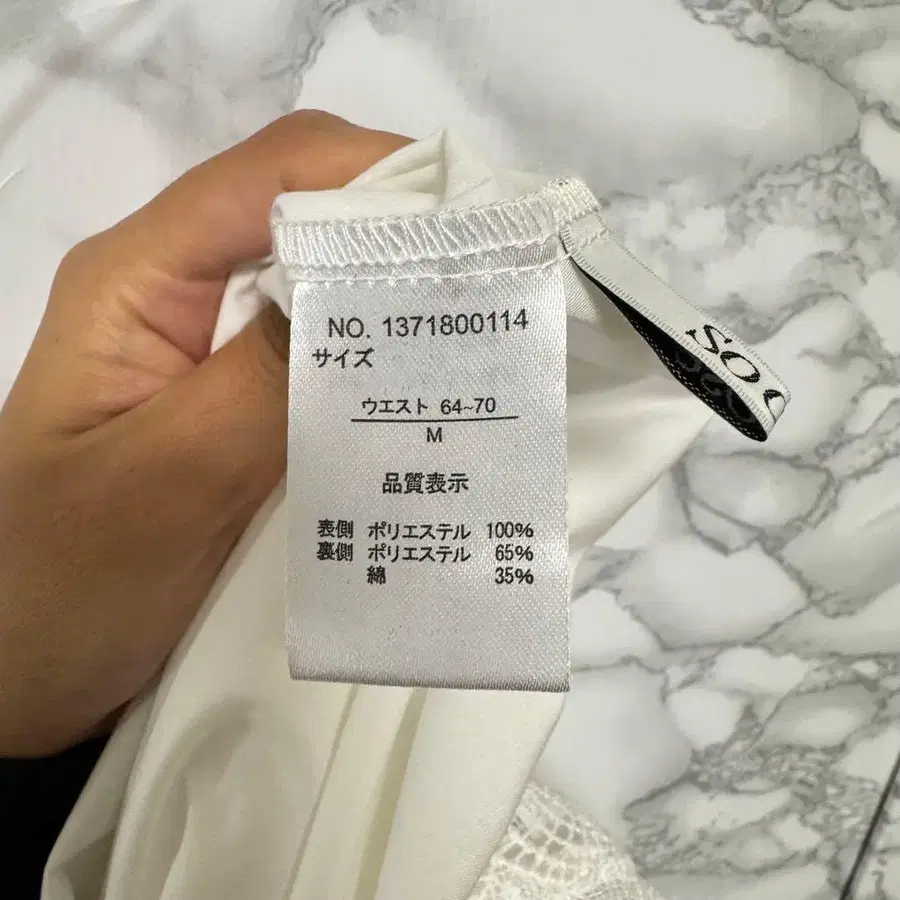 NO. 1371800114
サイズ
ウエスト 64~70
M
品質表示
表側 ポリエステル 100%
裏側 ポリエステル 65%
綿 35%
SO